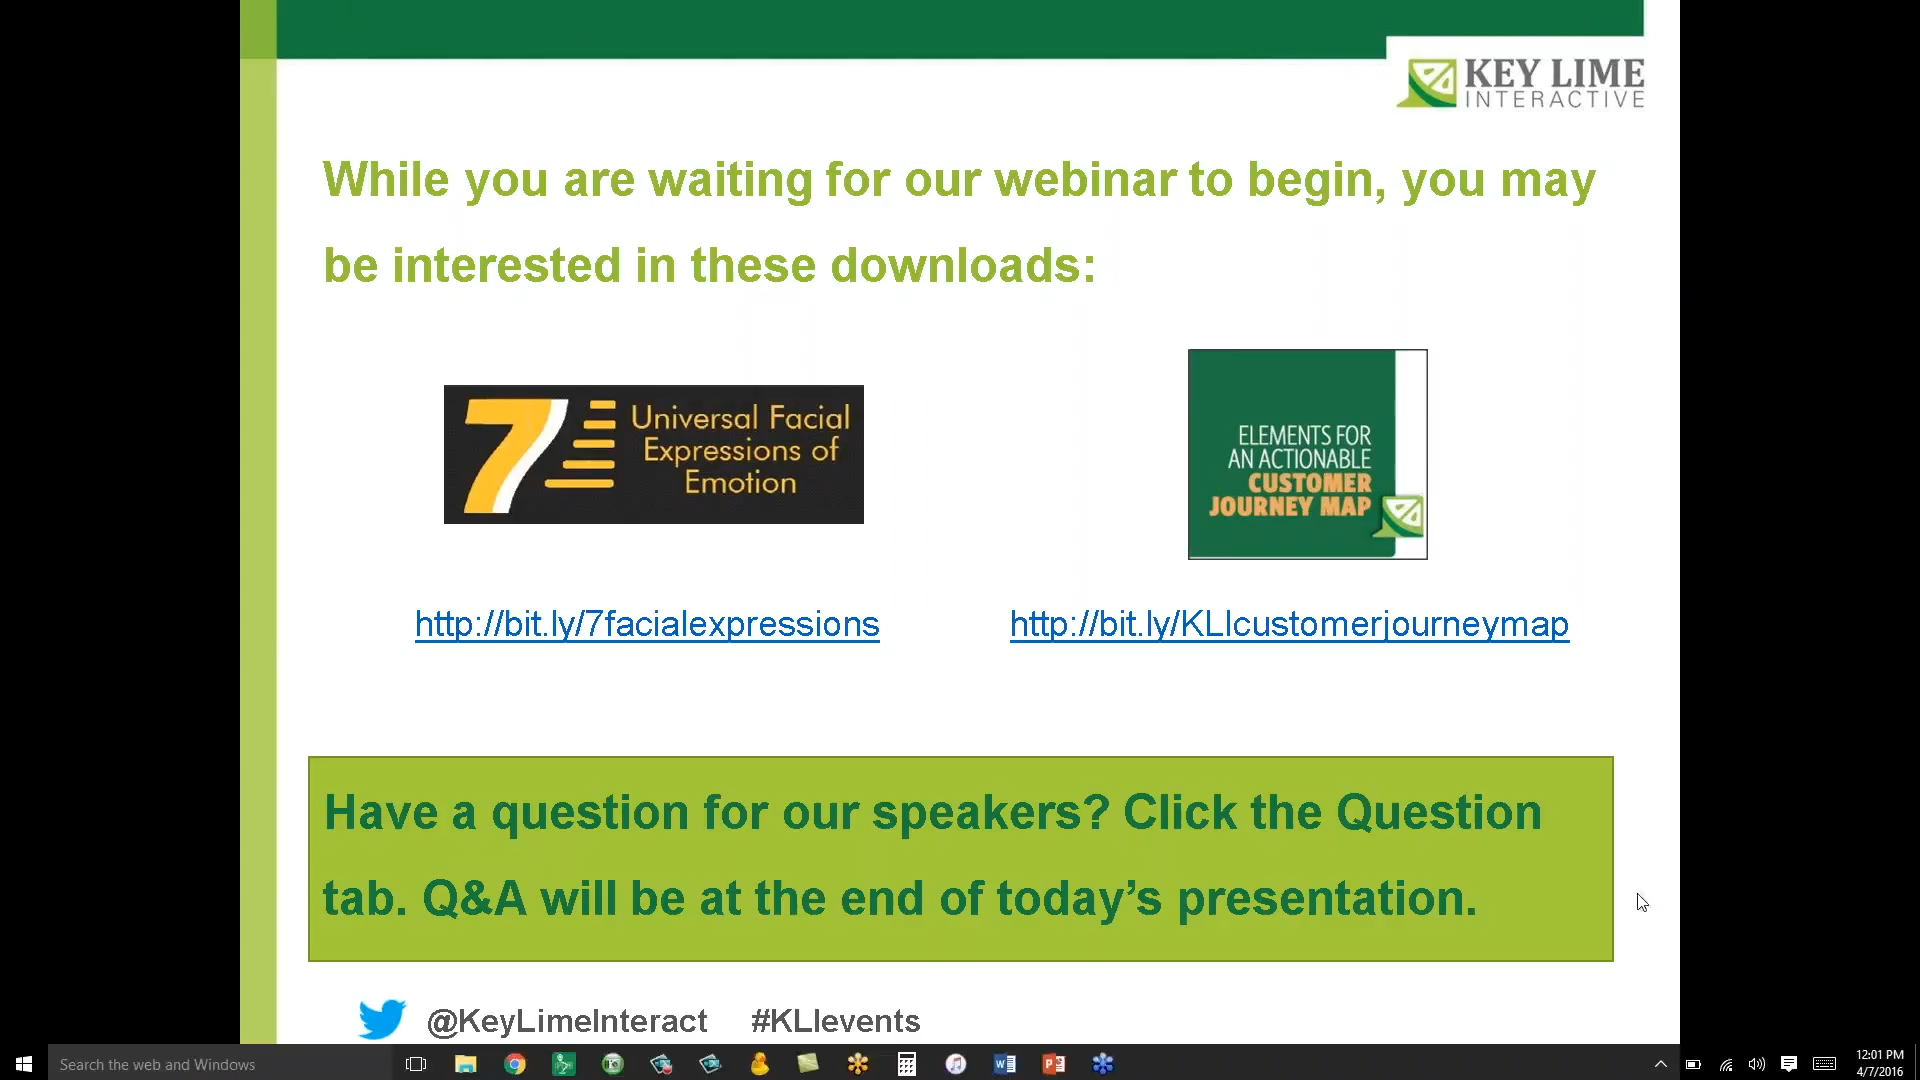 KEY LIME
INTERACTIVE
While you are waiting for our webinar to begin, you may
be interested in these downloads:
7 Universal Facial
Expressions of
Emotion
ELEMENTS FOR
AN ACTIONABLE
CUSTOMER
JOURNEY MAP
http://bit.ly/7facialexpressions
http://bit.ly/KLIcustomerjourneymap
Have a question for our speakers? Click the Question
tab. Q&A will be at the end of today’s presentation.
@KeyLimeInteract #KLIevents
Search the web and Windows
12:01 PM
4/7/2016